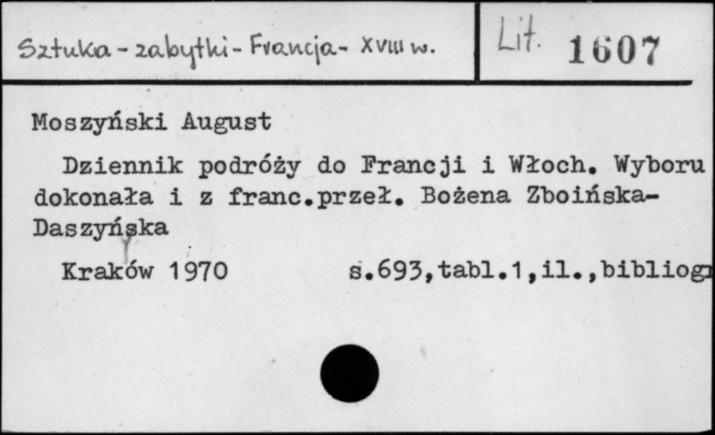 Sztuka - zabytki - Francja - XVIII w.
Lit. 1607
Moszyński August
Dziennik podróży do Francji i Włoch. Wyboru
dokonała i z franc.przeł. Bożena Zboińska-
Daszyńska
Kraków 1970 s.693,tabl.1,il.,bibliogr